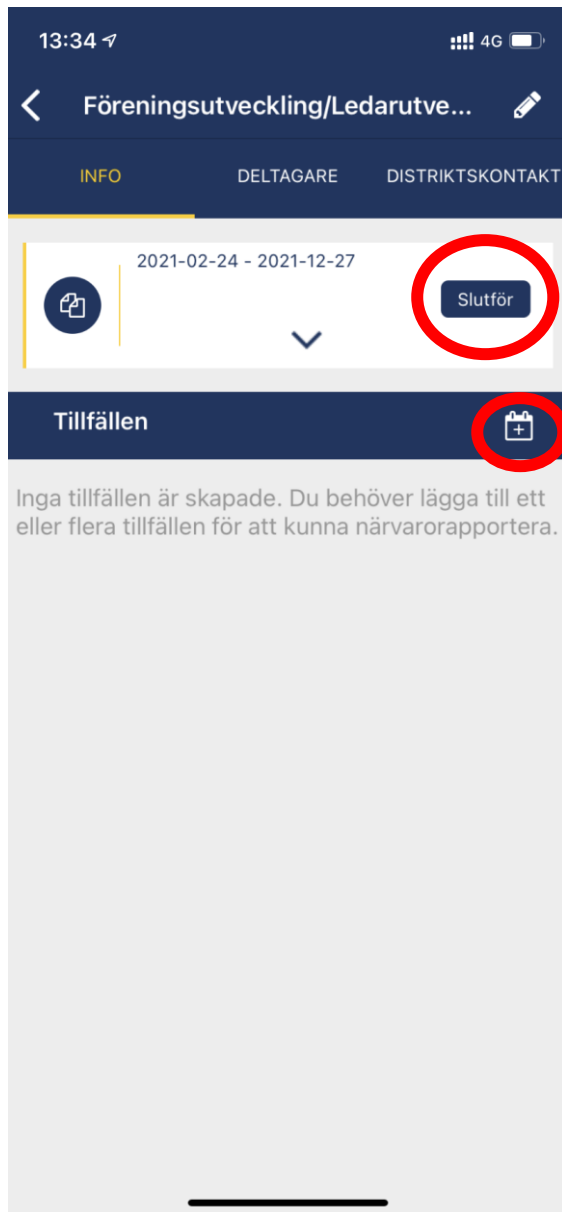 13:34 4G
Föreningsutveckling/Ledarutve...
INFO DELTAGARE DISTRIKTSKONTAKT
2021-02-24 - 2021-12-27
Slutför
Tillfällen
Inga tillfällen är skapade. Du behöver lägga till ett
eller flera tillfällen för att kunna närvarorapportera.